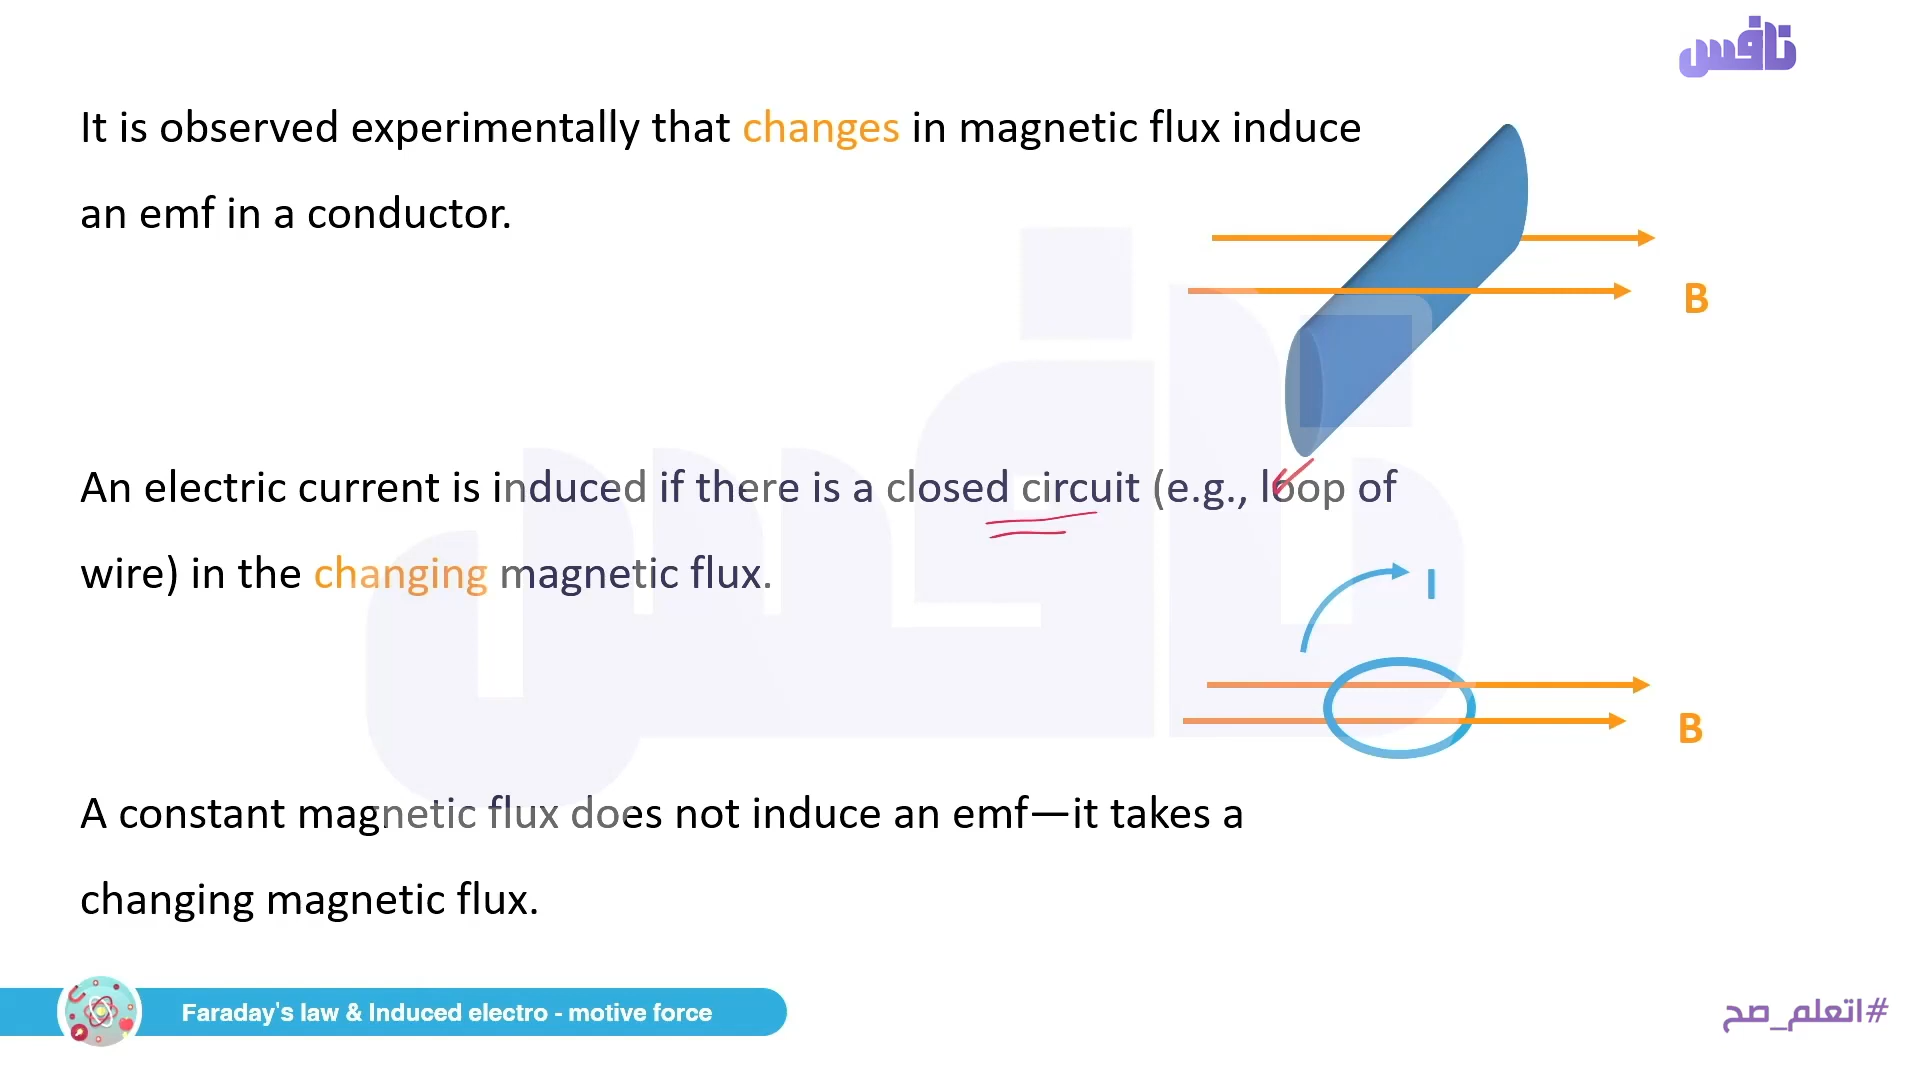 نافس
It is observed experimentally that changes in magnetic flux induce
an emf in a conductor.
B
An electric current is induced if there is a closed circuit (e.g., loop of
wire) in the changing magnetic flux.
I
B
A constant magnetic flux does not induce an emf—it takes a
changing magnetic flux.
Faraday's law & Induced electro - motive force
#اتعلم_صح